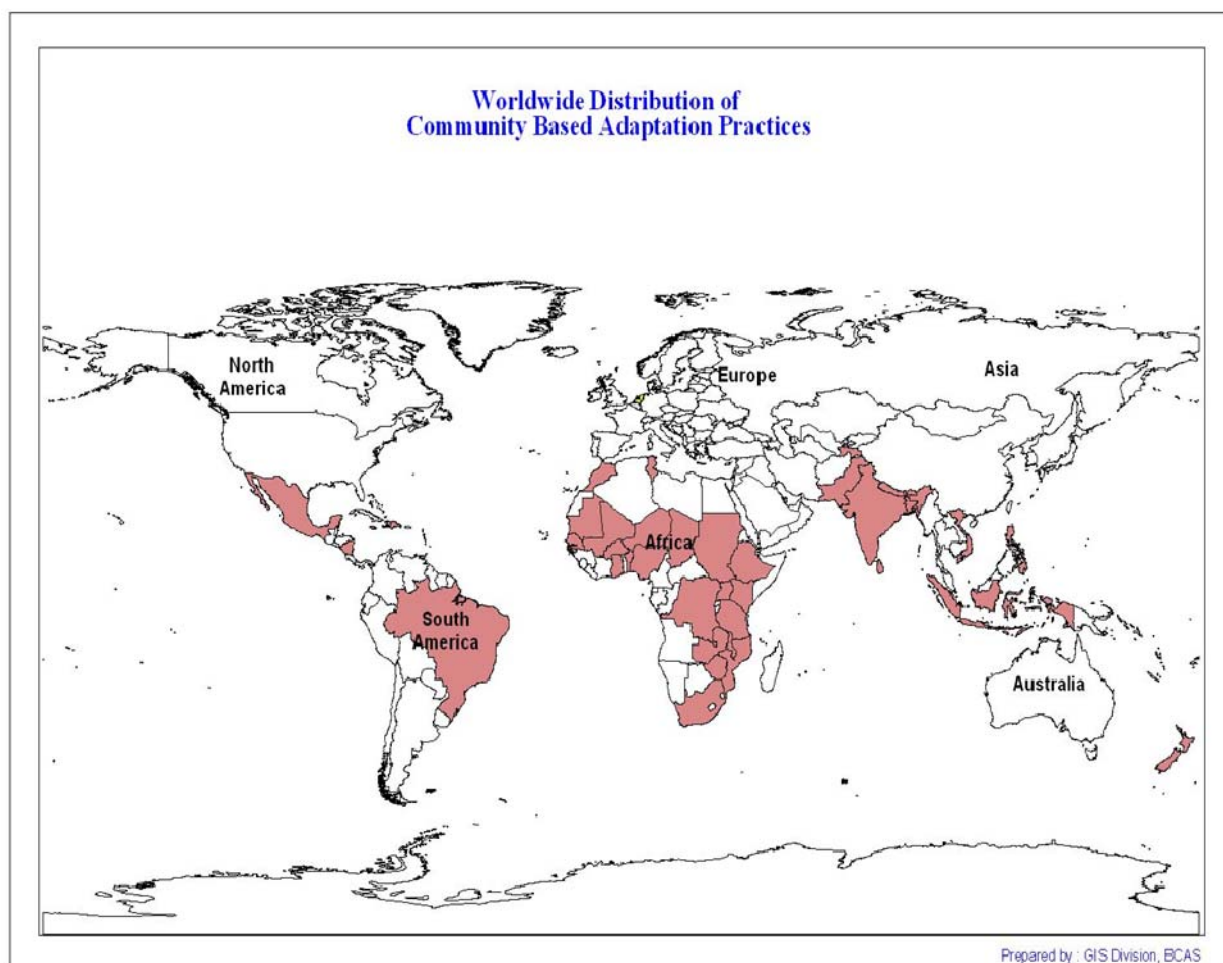 Worldwide Distribution of
Community Based Adaptation Practices
North
America
Europe
Asia
Africa
South
America
Australia
Prepared by : GIS Division, BCAS